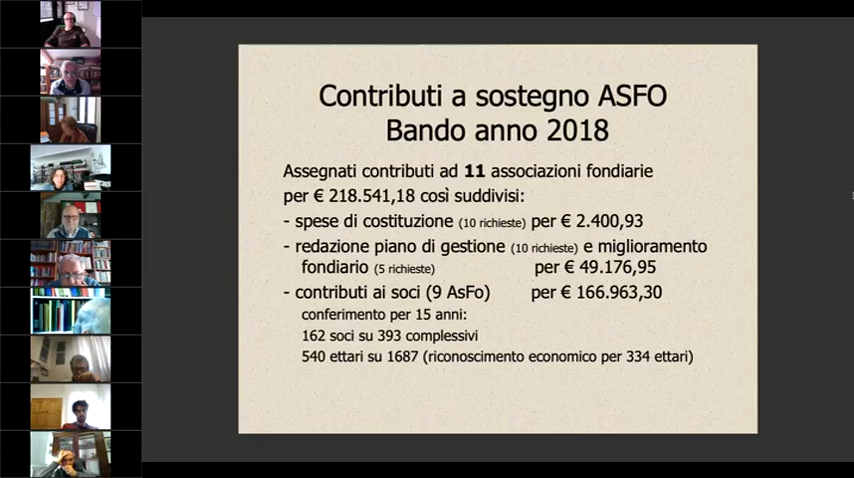 Contributi a sostegno ASFO
Bando anno 2018
Assegnati contributi ad 11 associazioni fondiarie
per € 218.541,18 così suddivisi:
- spese di costituzione (10 richieste) per € 2.400,93
- redazione piano di gestione (10 richieste) e miglioramento
fondiario (5 richieste) per € 49.176,95
- contributi ai soci (9 AsFo) per € 166.963,30
conferimento per 15 anni:
162 soci su 393 complessivi
540 ettari su 1687 (riconoscimento economico per 334 ettari)